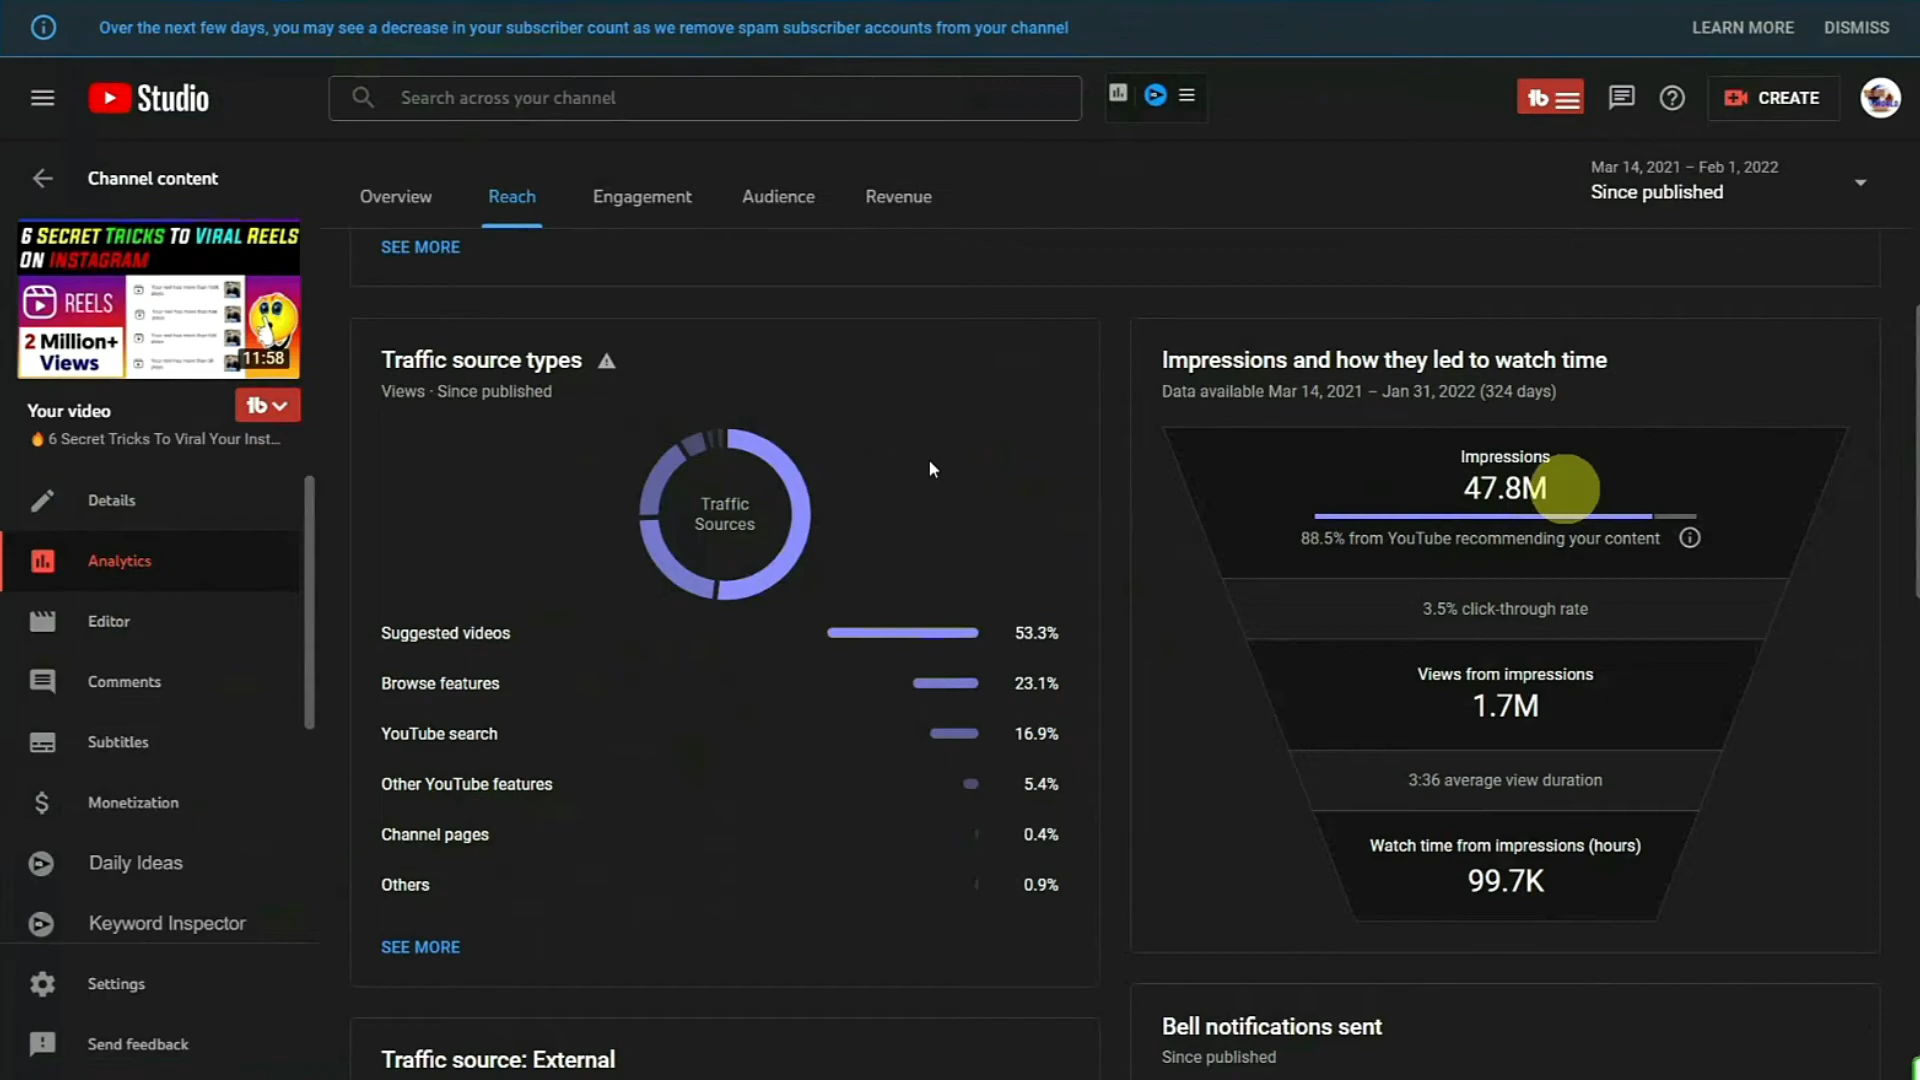 Over the next few days, you may see a decrease in your subscriber count as we remove spam subscriber accounts from your channel
LEARN MORE
DISMISS
Studio
Search across your channel
CREATE
Channel content
Overview
Reach
Engagement
Audience
Revenue
Mar 14, 2021 – Feb 1, 2022
Since published
6 SECRET TRICKS TO VIRAL REELS
ON INSTAGRAM
REELS
2 Million+
Views
11:58
Your video
🔥 6 Secret Tricks To Viral Your Inst...
Details
Analytics
Editor
Comments
Subtitles
Monetization
Daily Ideas
Keyword Inspector
Settings
Send feedback
SEE MORE
Traffic source types
Views · Since published
Traffic
Sources
Suggested videos 53.3%
Browse features 23.1%
YouTube search 16.9%
Other YouTube features 5.4%
Channel pages 0.4%
Others 0.9%
SEE MORE
Traffic source: External
Impressions and how they led to watch time
Data available Mar 14, 2021 – Jan 31, 2022 (324 days)
Impressions
47.8M
88.5% from YouTube recommending your content
3.5% click-through rate
Views from impressions
1.7M
3:36 average view duration
Watch time from impressions (hours)
99.7K
Bell notifications sent
Since published